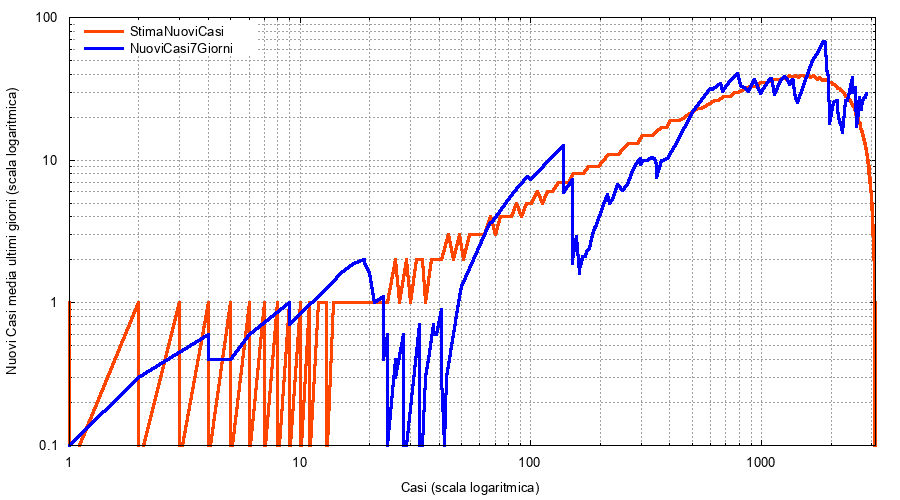 100
StimaNuoviCasi
NuoviCasi7Giorni
Nuovi Casi media ultimi giorni (scala logaritmica)
10
1
0.1
1
10
100
1000
Casi (scala logaritmica)